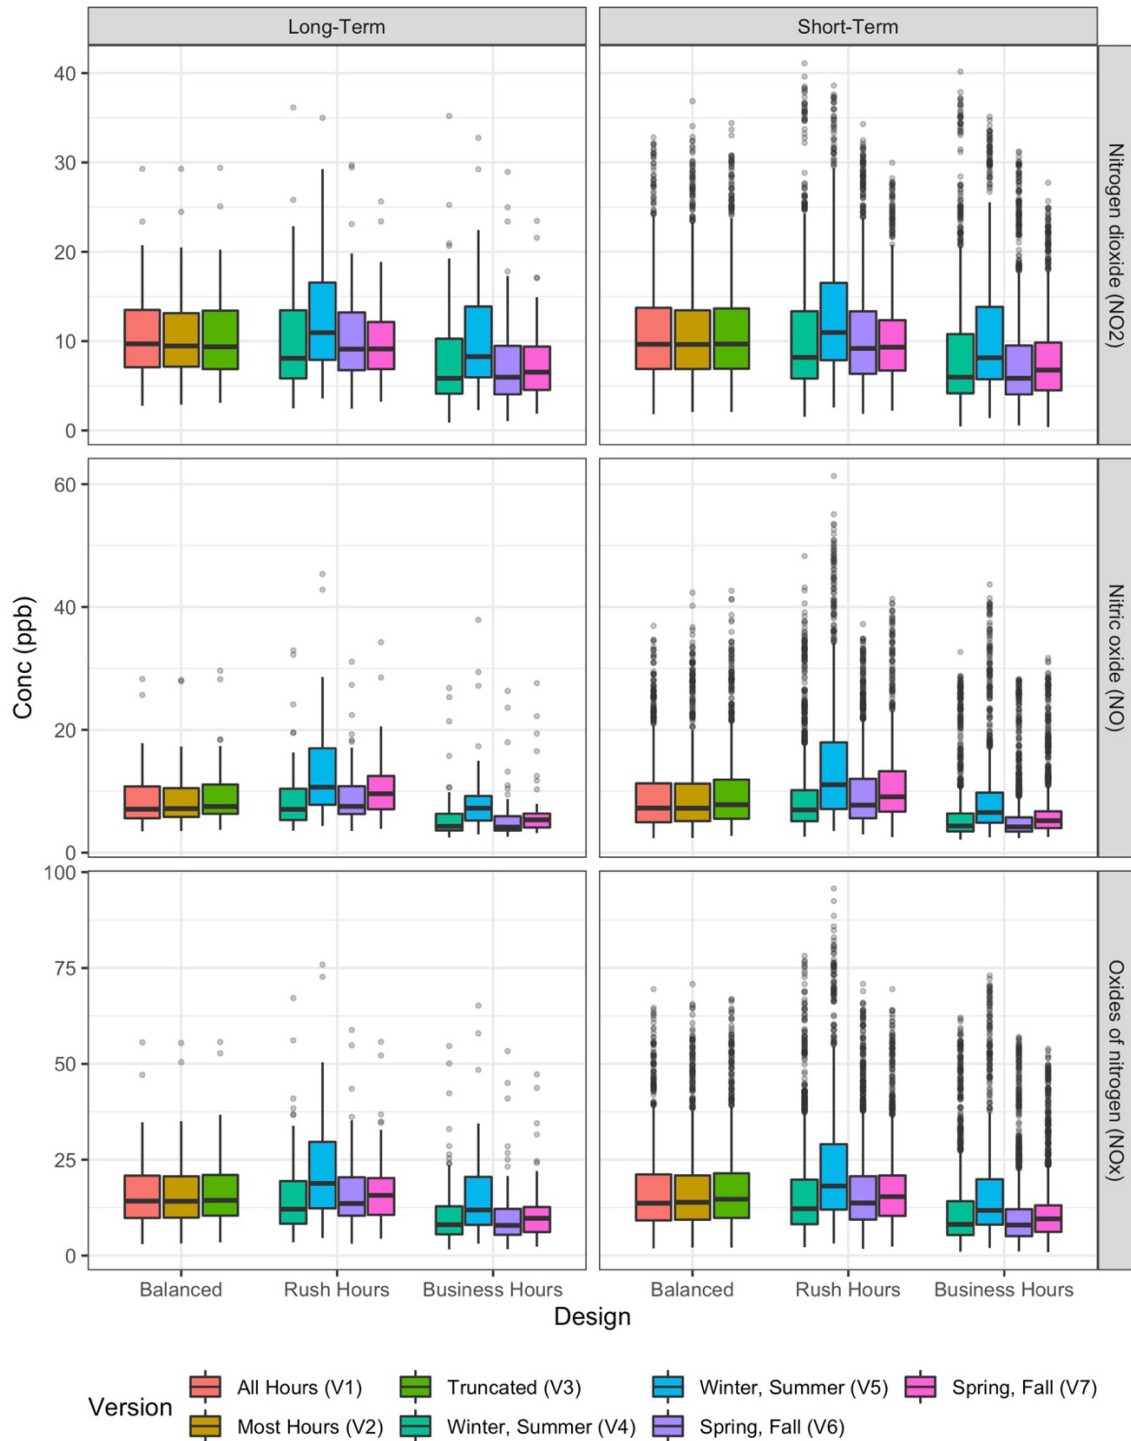 Long-Term Short-Term
40
30
20
10
0
Nitrogen dioxide (NO2)
60
40
20
0
Nitric oxide (NO)
100
75
50
25
0
Oxides of nitrogen (NOx)
Conc (ppb)
Balanced Rush Hours Business Hours Balanced Rush Hours Business Hours
Design
Version
All Hours (V1) Truncated (V3) Winter, Summer (V5) Spring, Fall (V7)
Most Hours (V2) Winter, Summer (V4) Spring, Fall (V6)